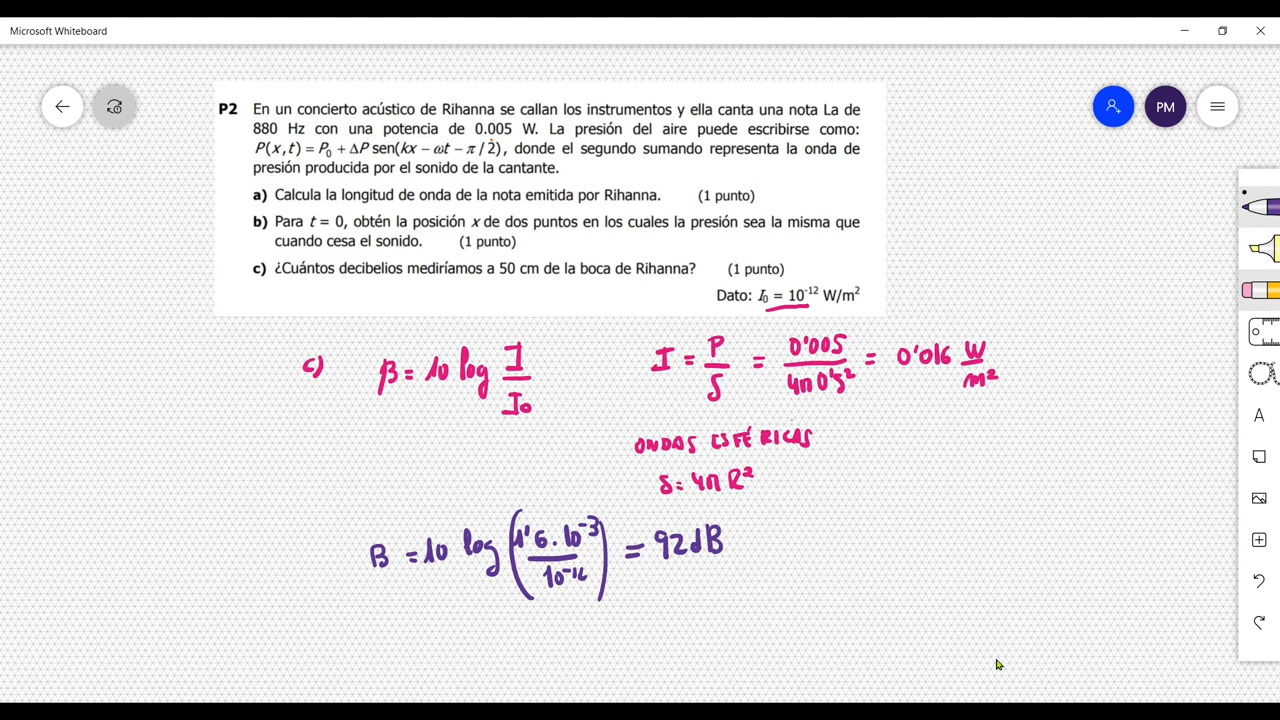 Microsoft Whiteboard
PM
P2 En un concierto acústico de Rihanna se callan los instrumentos y ella canta una nota La de
880 Hz con una potencia de 0.005 W. La presión del aire puede escribirse como:
P(x,t) = P₀ + ΔP sen(kx − ωt − π / 2), donde el segundo sumando representa la onda de
presión producida por el sonido de la cantante.
a) Calcula la longitud de onda de la nota emitida por Rihanna. (1 punto)
b) Para t = 0, obtén la posición x de dos puntos en los cuales la presión sea la misma que
cuando cesa el sonido. (1 punto)
c) ¿Cuántos decibelios mediríamos a 50 cm de la boca de Rihanna? (1 punto)
Dato: I₀ = 10⁻¹² W/m²
c) β = 10 log I/I₀ I = P/S = 0'005/4π0'5² = 0'016 W/m²
ONDAS ESFÉRICAS
S = 4π R²
B = 10 log (1'6·10⁻³/10⁻¹²) = 92 dB
A